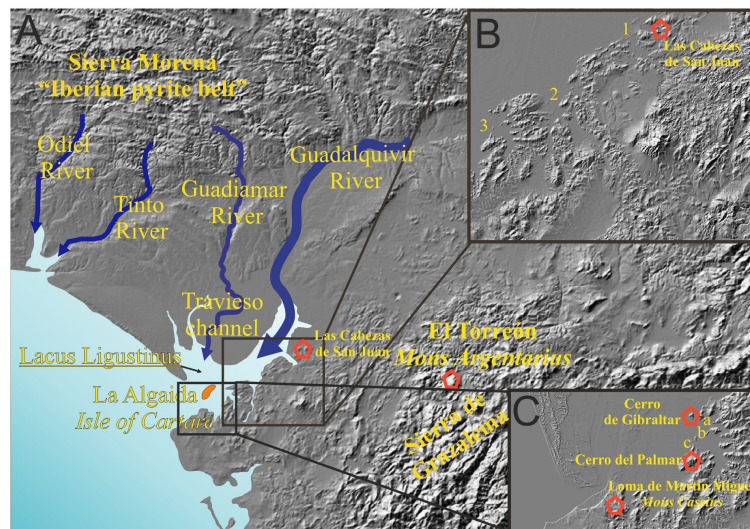 A
Sierra Morena
“Iberian pyrite belt”
Odiel
River
Tinto
River
Guadiamar
River
Guadalquivir
River
Travieso
channel
Lacus Ligustinus
La Algaida
Isle of Cartare
Las Cabezas
de San Juan
El Torreón
Mons Argentarius
Sierra de
Grazalema
B
1
Las Cabezas
de San Juan
2
3
C
Cerro
de Gibraltar
a
b
c
Cerro del Palmar
Loma de Martín Miguel
Mons Cassius